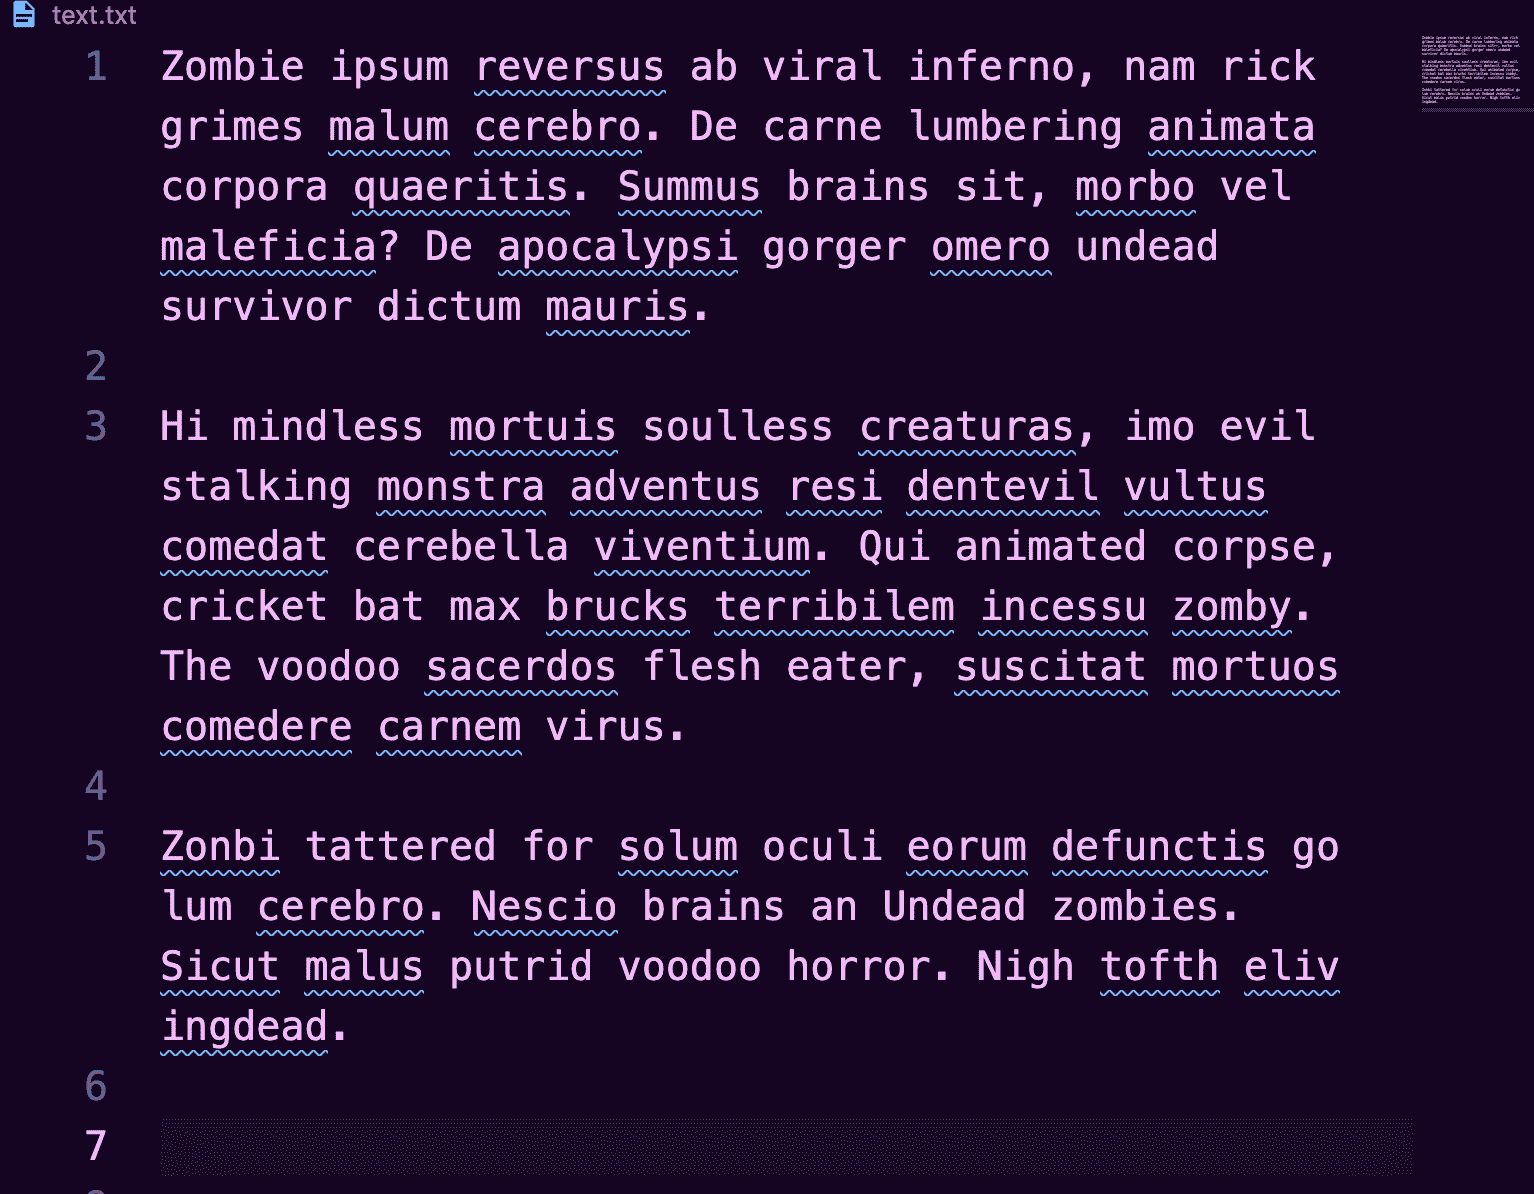 text.txt
1 Zombie ipsum reversus ab viral inferno, nam rick
grimes malum cerebro. De carne lumbering animata
corpora quaeritis. Summus brains sit, morbo vel
maleficia? De apocalypsi gorger omero undead
survivor dictum mauris.
2
3 Hi mindless mortuis soulless creaturas, imo evil
stalking monstra adventus resi dentevil vultus
comedat cerebella viventium. Qui animated corpse,
cricket bat max brucks terribilem incessu zomby.
The voodoo sacerdos flesh eater, suscitat mortuos
comedere carnem virus.
4
5 Zonbi tattered for solum oculi eorum defunctis go
lum cerebro. Nescio brains an Undead zombies.
Sicut malus putrid voodoo horror. Nigh tofth eliv
ingdead.
6
7